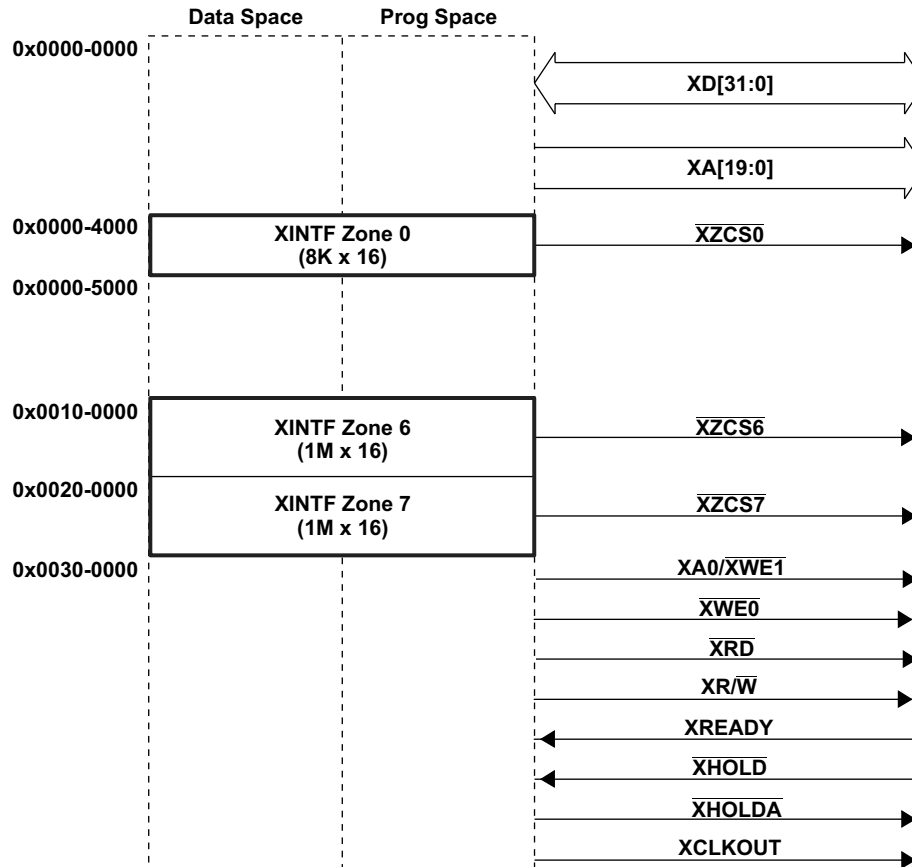 Data Space Prog Space
0x0000-0000
XD[31:0]
XA[19:0]
0x0000-4000
XINTF Zone 0
(8K x 16)
XZCS0
0x0000-5000
0x0010-0000
XINTF Zone 6
(1M x 16)
XZCS6
0x0020-0000
XINTF Zone 7
(1M x 16)
XZCS7
0x0030-0000
XA0/XWE1
XWE0
XRD
XR/W
XREADY
XHOLD
XHOLDA
XCLKOUT